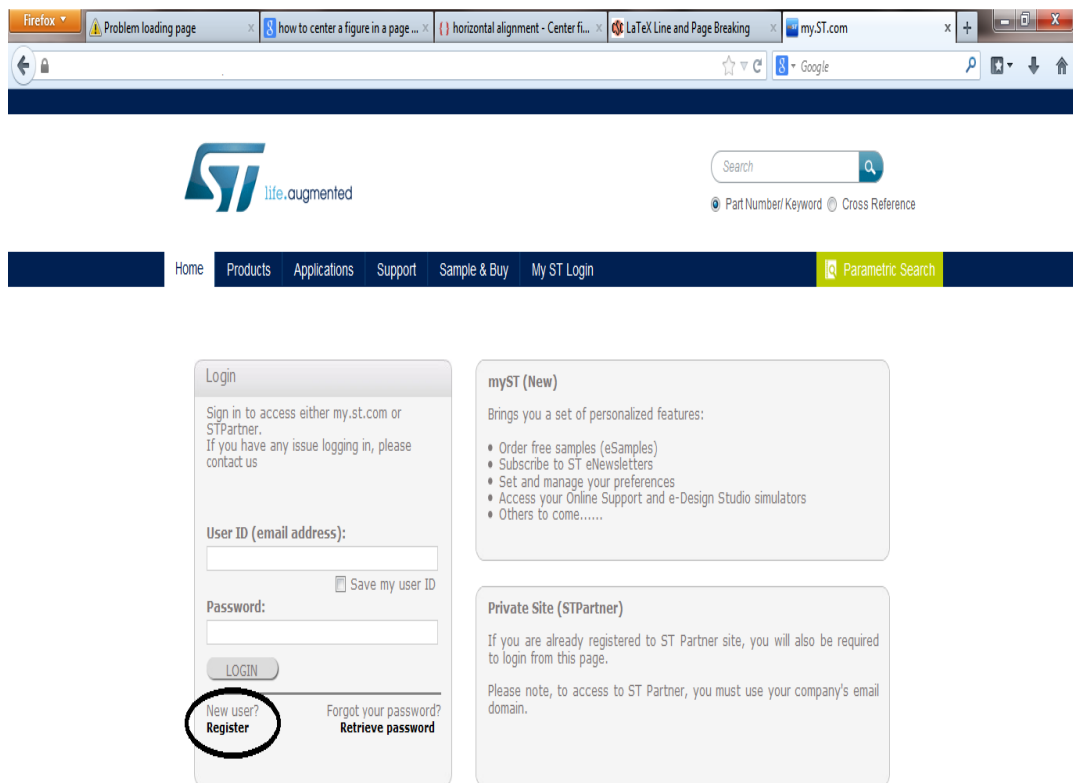 Firefox
Problem loading page
how to center a figure in a page ...
horizontal alignment - Center fi...
LaTeX Line and Page Breaking
my.ST.com
Google
life.augmented
Search
Part Number/ Keyword Cross Reference
Home Products Applications Support Sample & Buy My ST Login Parametric Search
Login
Sign in to access either my.st.com or
STPartner.
If you have any issue logging in, please
contact us
User ID (email address):
Save my user ID
Password:
LOGIN
New user? Forgot your password?
Register Retrieve password
myST (New)
Brings you a set of personalized features:
• Order free samples (eSamples)
• Subscribe to ST eNewsletters
• Set and manage your preferences
• Access your Online Support and e-Design Studio simulators
• Others to come......
Private Site (STPartner)
If you are already registered to ST Partner site, you will also be required
to login from this page.
Please note, to access to ST Partner, you must use your company's email
domain.